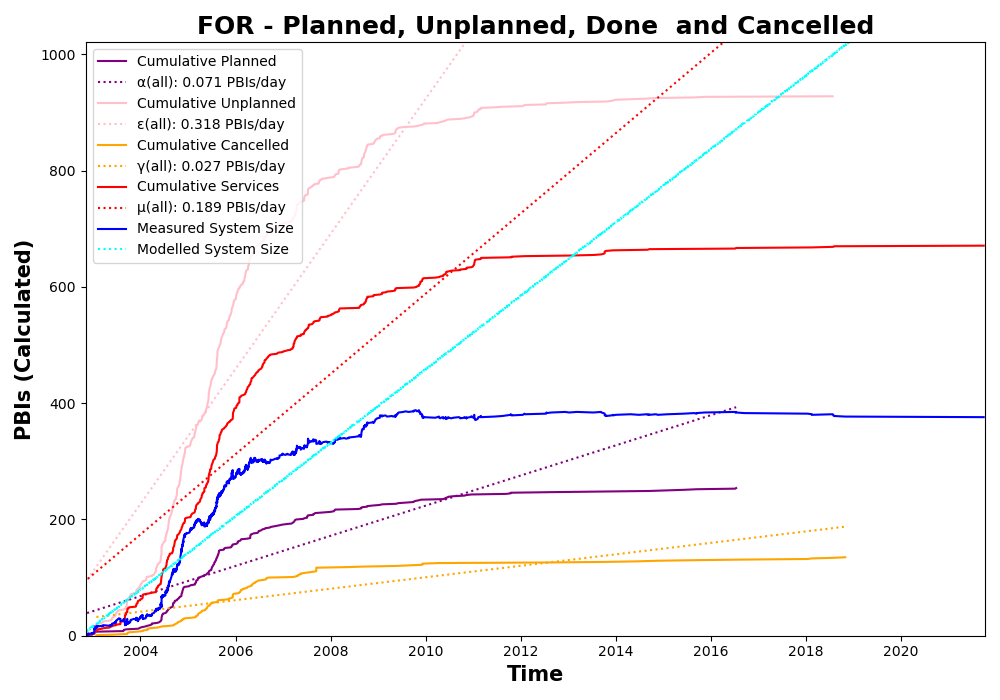 FOR - Planned, Unplanned, Done  and Cancelled
Cumulative Planned
α(all): 0.071 PBIs/day
Cumulative Unplanned
ε(all): 0.318 PBIs/day
Cumulative Cancelled
γ(all): 0.027 PBIs/day
Cumulative Services
μ(all): 0.189 PBIs/day
Measured System Size
Modelled System Size
PBIs (Calculated)
1000
800
600
400
200
0
2004 2006 2008 2010 2012 2014 2016 2018 2020
Time